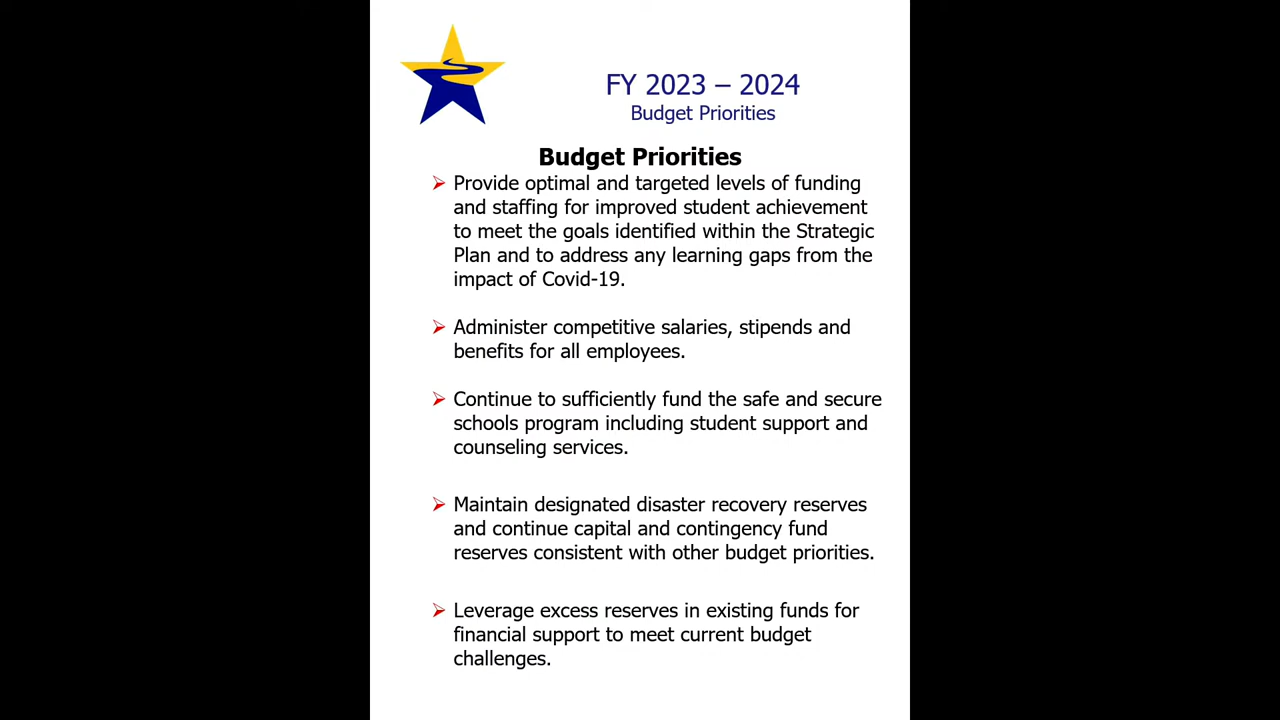 FY 2023 – 2024
Budget Priorities
Budget Priorities
Provide optimal and targeted levels of funding
and staffing for improved student achievement
to meet the goals identified within the Strategic
Plan and to address any learning gaps from the
impact of Covid-19.
Administer competitive salaries, stipends and
benefits for all employees.
Continue to sufficiently fund the safe and secure
schools program including student support and
counseling services.
Maintain designated disaster recovery reserves
and continue capital and contingency fund
reserves consistent with other budget priorities.
Leverage excess reserves in existing funds for
financial support to meet current budget
challenges.